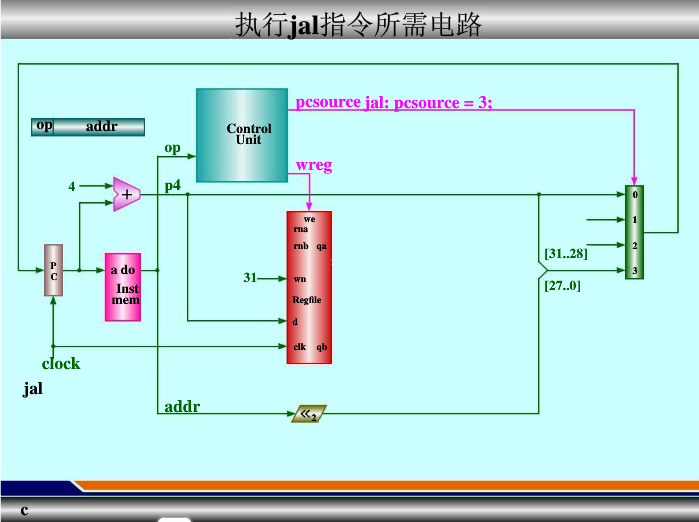 执行jal指令所需电路
pcsource jal: pcsource = 3;
op addr
Control
Unit
op
wreg
4
+
p4
0
we
rna
1
rnb qa
2
[31..28]
P
C
a do
31
wn
3
Inst
mem
[27..0]
Regfile
d
clk qb
clock
jal
addr
<<2
c